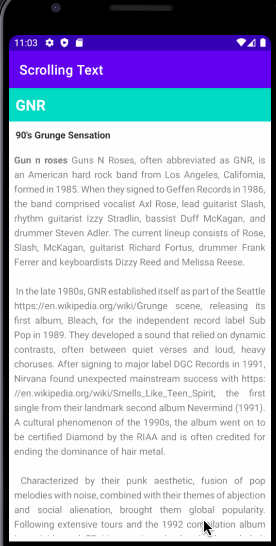 11:03
Scrolling Text
GNR
90's Grunge Sensation
Gun n roses Guns N Roses, often abbreviated as GNR, is
an American hard rock band from Los Angeles, California,
formed in 1985. When they signed to Geffen Records in 1986,
the band comprised vocalist Axl Rose, lead guitarist Slash,
rhythm guitarist Izzy Stradlin, bassist Duff McKagan, and
drummer Steven Adler. The current lineup consists of Rose,
Slash, McKagan, guitarist Richard Fortus, drummer Frank
Ferrer and keyboardists Dizzy Reed and Melissa Reese.
In the late 1980s, GNR established itself as part of the Seattle
https://en.wikipedia.org/wiki/Grunge scene, releasing its
first album, Bleach, for the independent record label Sub
Pop in 1989. They developed a sound that relied on dynamic
contrasts, often between quiet verses and loud, heavy
choruses. After signing to major label DGC Records in 1991,
Nirvana found unexpected mainstream success with https:
//en.wikipedia.org/wiki/Smells_Like_Teen_Spirit, the first
single from their landmark second album Nevermind (1991).
A cultural phenomenon of the 1990s, the album went on to
be certified Diamond by the RIAA and is often credited for
ending the dominance of hair metal.
Characterized by their punk aesthetic, fusion of pop
melodies with noise, combined with their themes of abjection
and social alienation, brought them global popularity.
Following extensive tours and the 1992 compilation album